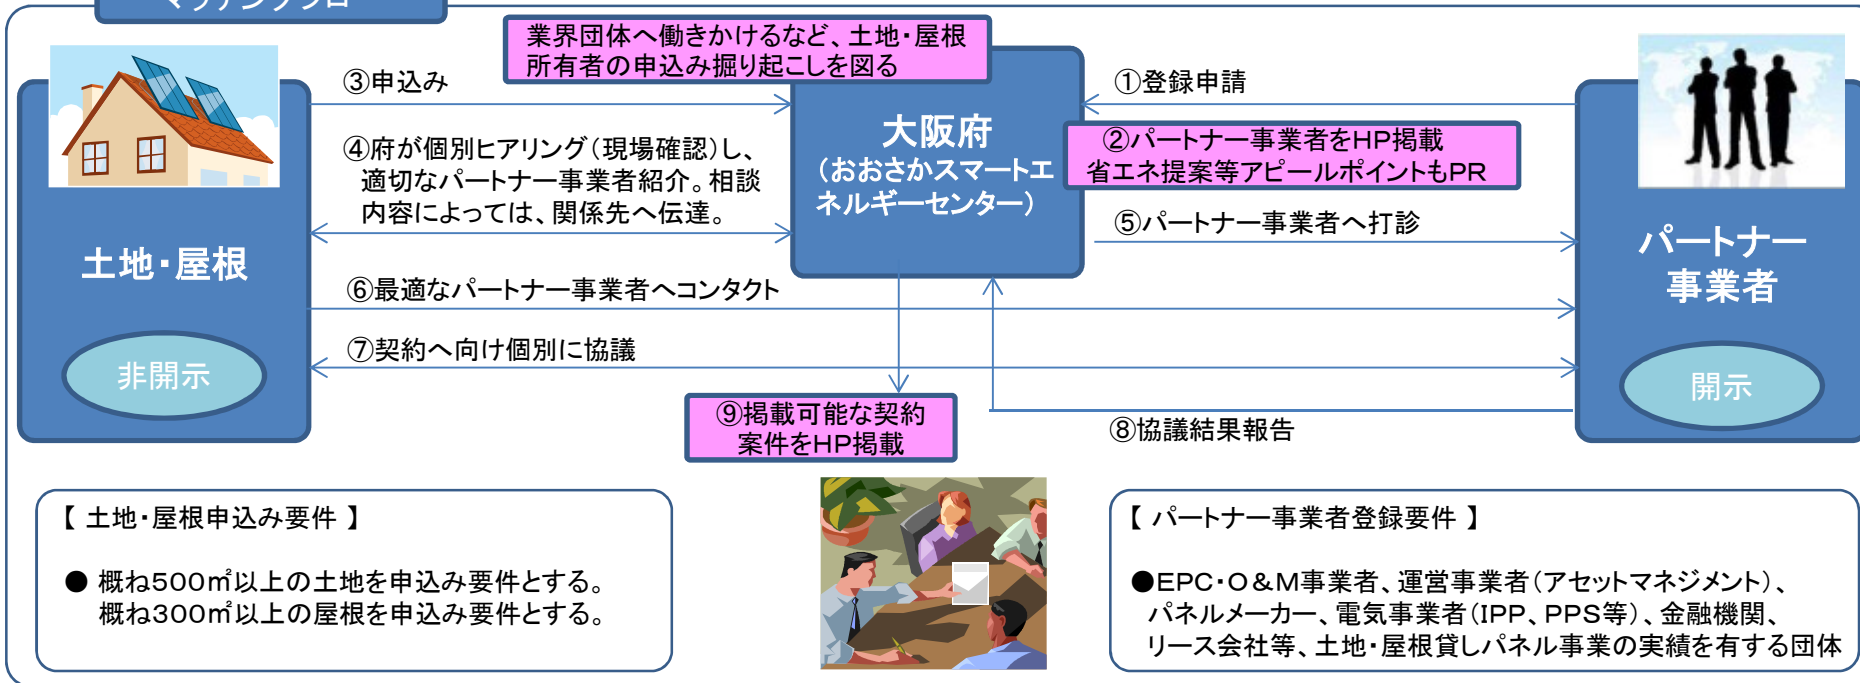 マッチングフロー
業界団体へ働きかけるなど、土地・屋根
所有者の申込み掘り起こしを図る
③申込み
①登録申請
大阪府
(おおさかスマートエ
ネルギーセンター)
②パートナー事業者をHP掲載
省エネ提案等アピールポイントもPR
④府が個別ヒアリング(現場確認)し、
適切なパートナー事業者紹介。相談
内容によっては、関係先へ伝達。
⑤パートナー事業者へ打診
土地・屋根
パートナー
事業者
⑥最適なパートナー事業者へコンタクト
⑦契約へ向け個別に協議
非開示
開示
⑨掲載可能な契約
案件をHP掲載
⑧協議結果報告
【 土地・屋根申込み要件 】
● 概ね500㎡以上の土地を申込み要件とする。
概ね300㎡以上の屋根を申込み要件とする。
【 パートナー事業者登録要件 】
●EPC・O&M事業者、運営事業者(アセットマネジメント)、
パネルメーカー、電気事業者(IPP、PPS等)、金融機関、
リース会社等、土地・屋根貸しパネル事業の実績を有する団体